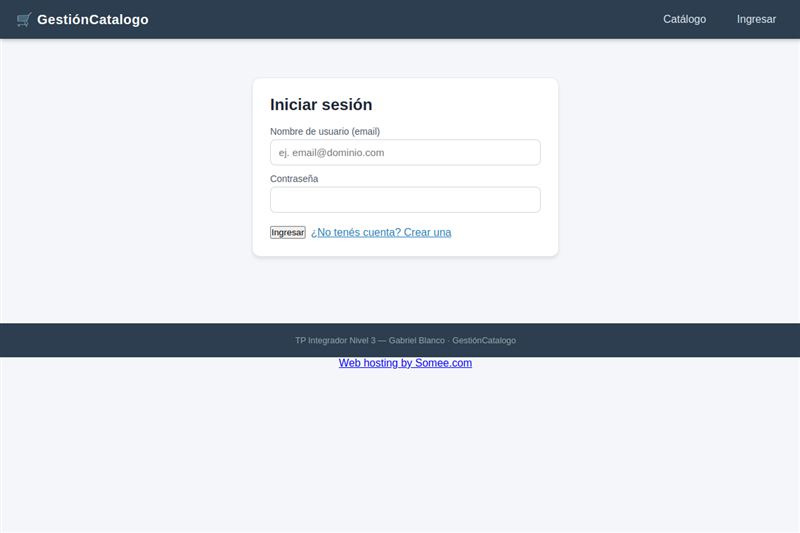 🛒 GestiónCatalogo
Catálogo
Ingresar
Iniciar sesión
Nombre de usuario (email)
ej. email@dominio.com
Contraseña
Ingresar ¿No tenés cuenta? Crear una
TP Integrador Nivel 3 — Gabriel Blanco · GestiónCatalogo
Web hosting by Somee.com